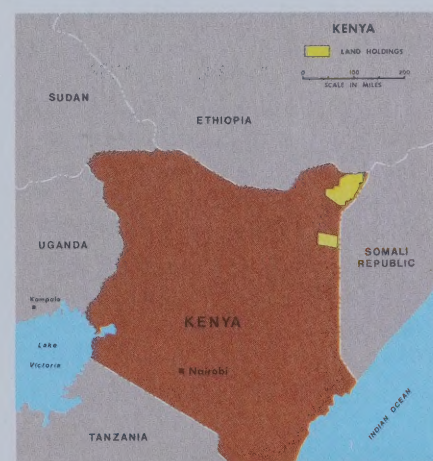 KENYA
LAND HOLDINGS
0 100 200
SCALE IN MILES
SUDAN
ETHIOPIA
UGANDA
SOMALI
REPUBLIC
Kampala
KENYA
Lake
Victoria
Nairobi
INDIAN OCEAN
TANZANIA